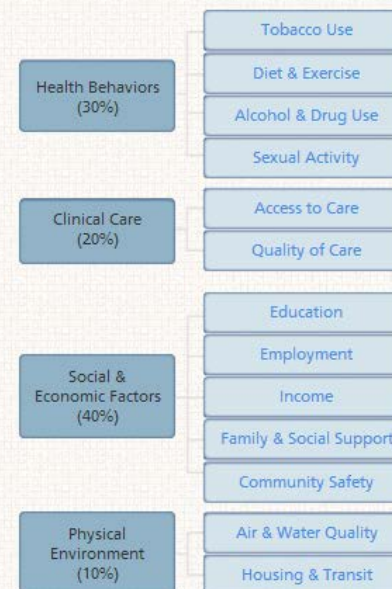 Health Behaviors
(30%)
Tobacco Use
Diet & Exercise
Alcohol & Drug Use
Sexual Activity
Clinical Care
(20%)
Access to Care
Quality of Care
Social &
Economic Factors
(40%)
Education
Employment
Income
Family & Social Support
Community Safety
Physical
Environment
(10%)
Air & Water Quality
Housing & Transit